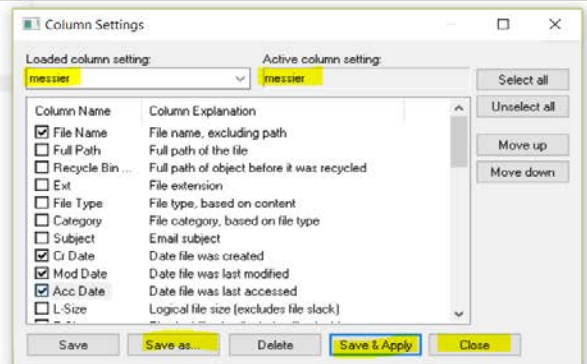 Column Settings
Loaded column setting: Active column setting:
messier messier
Select all
Unselect all
Move up
Move down
Column Name Column Explanation
File Name File name, excluding path
Full Path Full path of the file
Recycle Bin ... Full path of object before it was recycled
Ext File extension
File Type File type, based on content
Category File category, based on file type
Subject Email subject
Cr Date Date file was created
Mod Date Date file was last modified
Acc Date Date file was last accessed
L-Size Logical file size (excludes file slack)
Save Save as... Delete Save & Apply Close